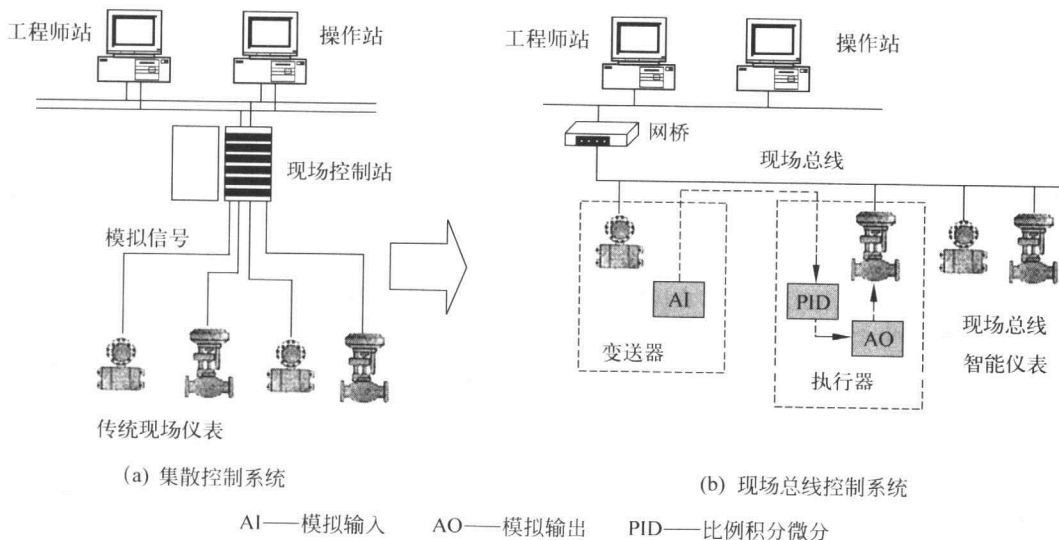 工程师站
操作站
现场控制站
模拟信号
传统现场仪表
(a) 集散控制系统
工程师站
操作站
网桥
现场总线
AI
变送器
PID
AO
执行器
现场总线
智能仪表
(b) 现场总线控制系统
AI——模拟输入 AO——模拟输出 PID——比例积分微分